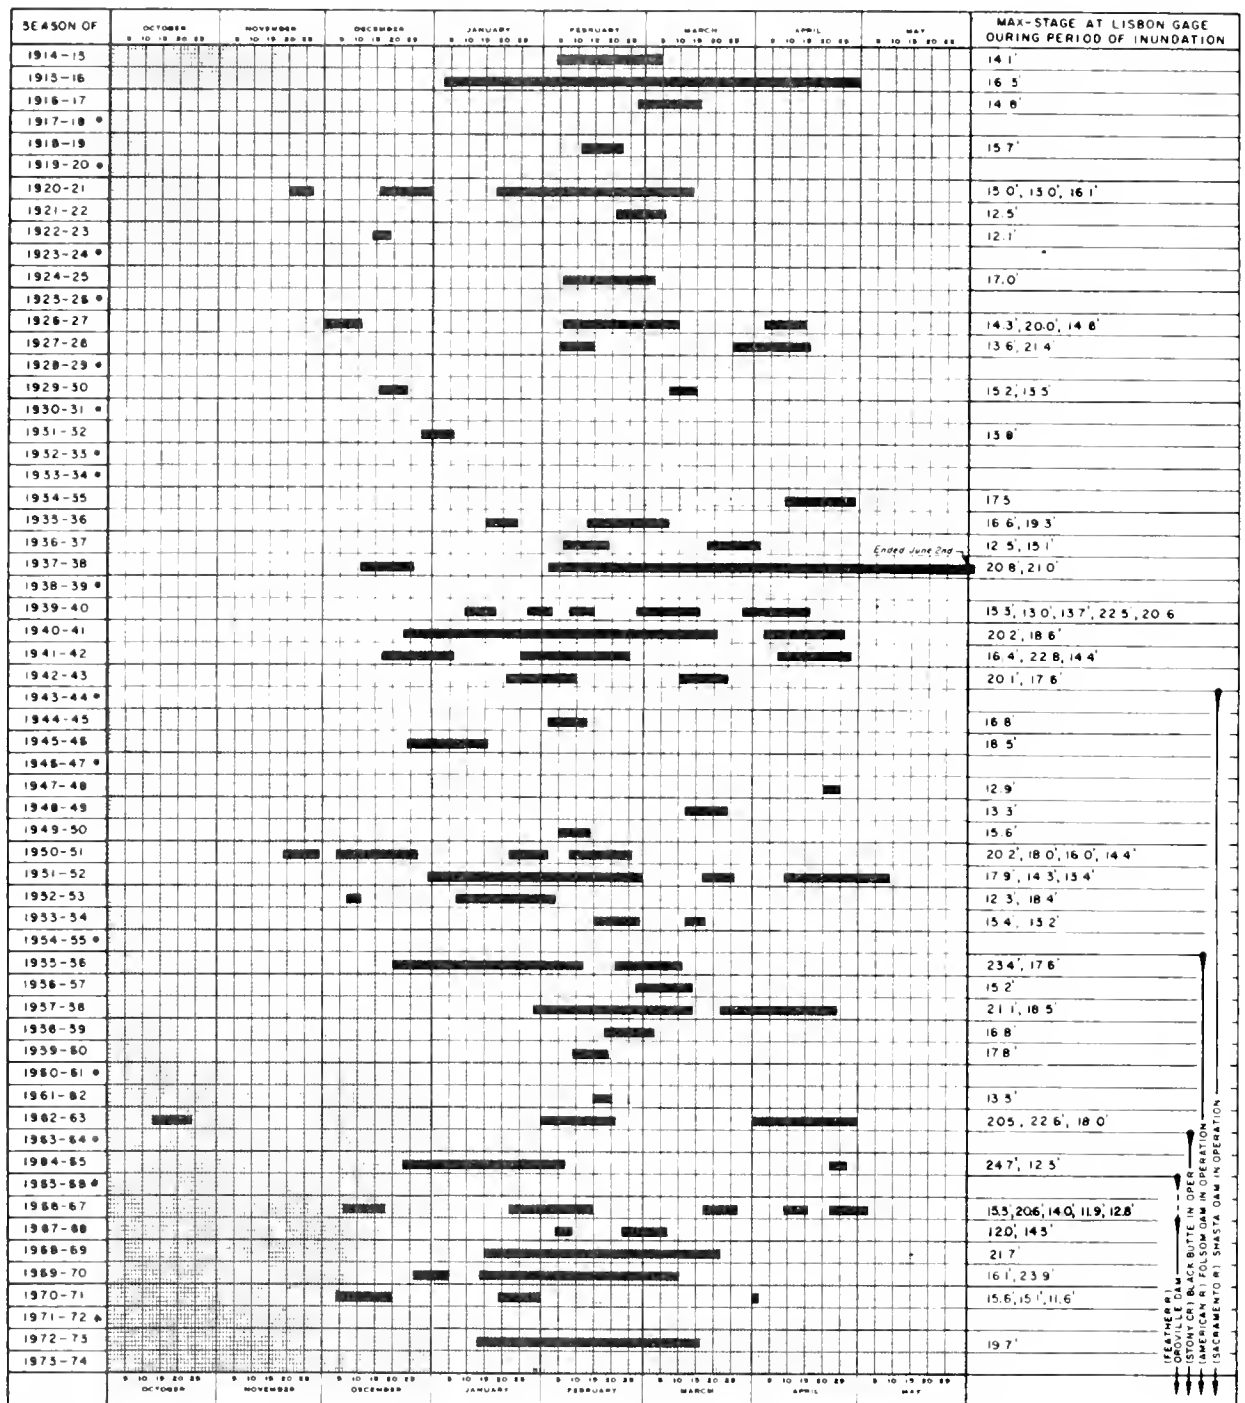 SEASON OF OCTOBER NOVEMBER DECEMBER JANUARY FEBRUARY MARCH APRIL MAY MAX-STAGE AT LISBON GAGE
DURING PERIOD OF INUNDATION
1914-15 14.1'
1915-16 16.5'
1916-17 14.8'
1917-18 •
1918-19 15.7'
1919-20 •
1920-21 15.0', 13.0', 16.1'
1921-22 12.5'
1922-23 12.1'
1923-24 •
1924-25 17.0'
1925-26 •
1926-27 14.3', 20.0', 14.8'
1927-28 13.6', 21.4'
1928-29 •
1929-30 15.2', 13.5'
1930-31 •
1931-32 13.8'
1932-33 •
1933-34 •
1934-35 17.5
1935-36 16.6', 19.3'
1936-37 12.5', 15.1'
Ended June 2nd
1937-38 20.8', 21.0'
1938-39 •
1939-40 15.3', 13.0', 13.7', 22.5', 20.6
1940-41 20.2', 18.6'
1941-42 16.4', 22.8, 14.4'
1942-43 20.1', 17.6'
1943-44 •
1944-45 16.8'
1945-46 18.5'
1946-47 •
1947-48 12.9'
1948-49 13.3'
1949-50 15.6'
1950-51 20.2', 18.0', 16.0', 14.4'
1951-52 17.9', 14.3', 13.4'
1952-53 12.3', 18.4'
1953-54 15.4', 13.2'
1954-55 •
1955-56 23.4', 17.6'
1956-57 15.2'
1957-58 21.1', 18.5'
1958-59 16.8'
1959-60 17.8'
1960-61 •
1961-62 13.5'
1962-63 20.5, 22.6', 18.0'
1963-64 •
1964-65 24.7', 12.5'
1965-66 •
1966-67 15.3', 20.6', 14.0', 11.9', 12.8'
1967-68 12.0', 14.5'
1968-69 21.7'
1969-70 16.1', 23.9'
1970-71 15.6', 15.1', 11.6'
1971-72 •
1972-73 19.7'
1973-74
OCTOBER NOVEMBER DECEMBER JANUARY FEBRUARY MARCH APRIL MAY
(FEATHER R)
OROVILLE DAM
(STONY CR) BLACK BUTTE IN OPER
(AMERICAN R) FOLSOM DAM IN OPERATION
(SACRAMENTO R) SHASTA DAM IN OPERATION